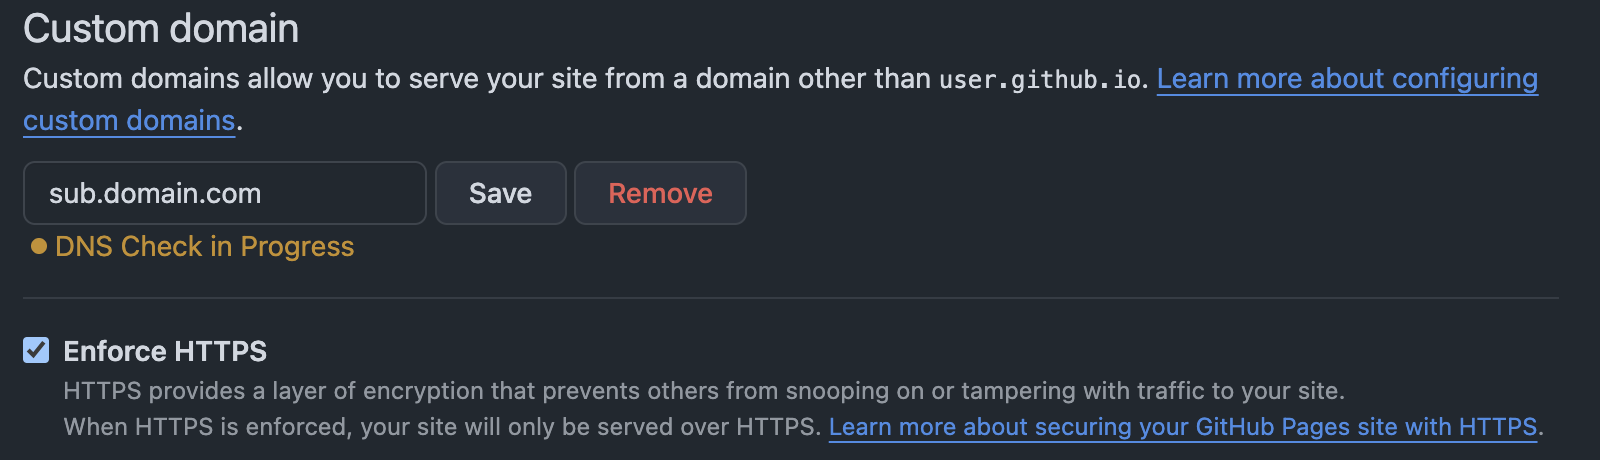 Custom domain
Custom domains allow you to serve your site from a domain other than user.github.io. Learn more about configuring
custom domains.
sub.domain.com Save Remove
DNS Check in Progress
Enforce HTTPS
HTTPS provides a layer of encryption that prevents others from snooping on or tampering with traffic to your site.
When HTTPS is enforced, your site will only be served over HTTPS. Learn more about securing your GitHub Pages site with HTTPS.